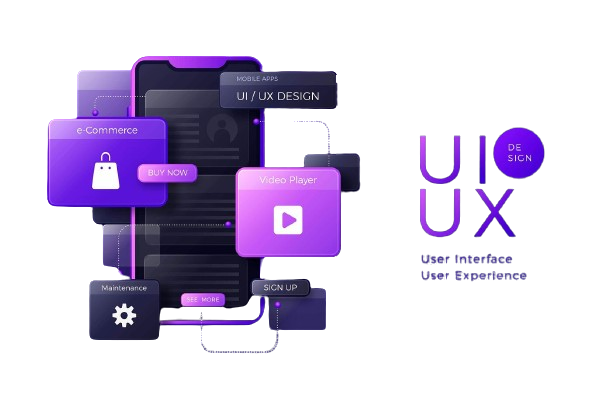 MOBILE APPS
UI / UX DESIGN
e-Commerce
BUY NOW
Video Player
Maintenance
SEE MORE
SIGN UP
UI
DE
SIGN
UX
User Interface
User Experience